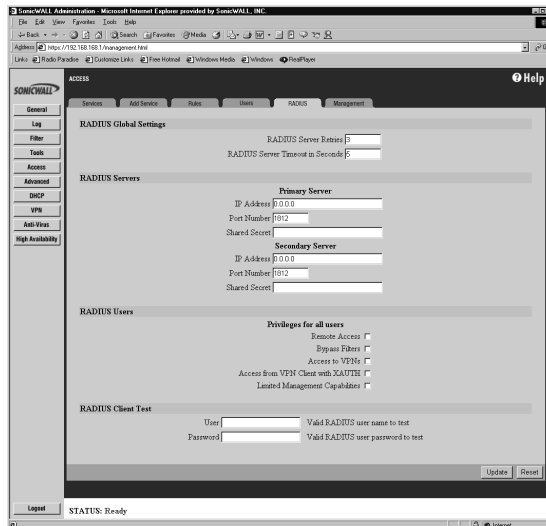 SonicWALL Administration - Microsoft Internet Explorer provided by SonicWALL, INC.
File Edit View Favorites Tools Help
Back Search Favorites Media
Address https://192.168.168.1/management.html
Links Radio Paradise Customize Links Free Hotmail Windows Media Windows RealPlayer
SONICWALL
ACCESS
Help
Services Add Service Rules Users RADIUS Management
General
Log
Filter
Tools
Access
Advanced
DHCP
VPN
Anti-Virus
High Availability
Logout
RADIUS Global Settings
RADIUS Server Retries 3
RADIUS Server Timeout in Seconds 5
RADIUS Servers
Primary Server
IP Address 0.0.0.0
Port Number 1812
Shared Secret
Secondary Server
IP Address 0.0.0.0
Port Number 1812
Shared Secret
RADIUS Users
Privileges for all users
Remote Access
Bypass Filters
Access to VPNs
Access from VPN Client with XAUTH
Limited Management Capabilities
RADIUS Client Test
User Valid RADIUS user name to test
Password Valid RADIUS user password to test
Update Reset
STATUS: Ready
Internet